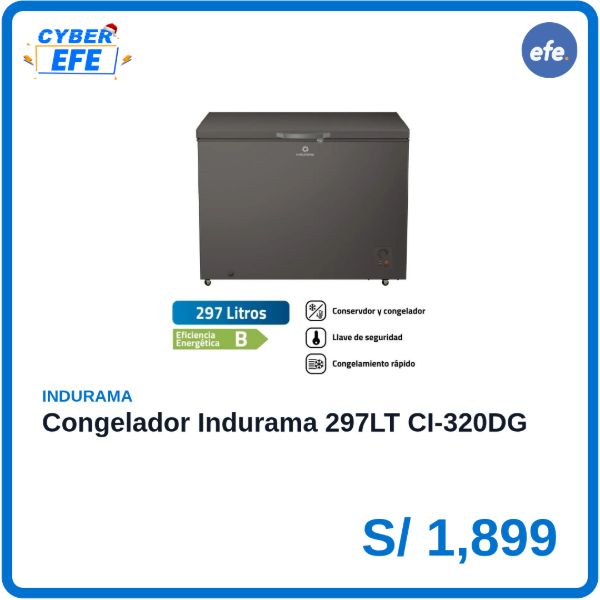 CYBER
EFE
efe.
INDURAMA
297 Litros
Eficiencia
Energética
B
Conservdor y congelador
Llave de seguridad
Congelamiento rápido
INDURAMA
Congelador Indurama 297LT CI-320DG
S/ 1,899